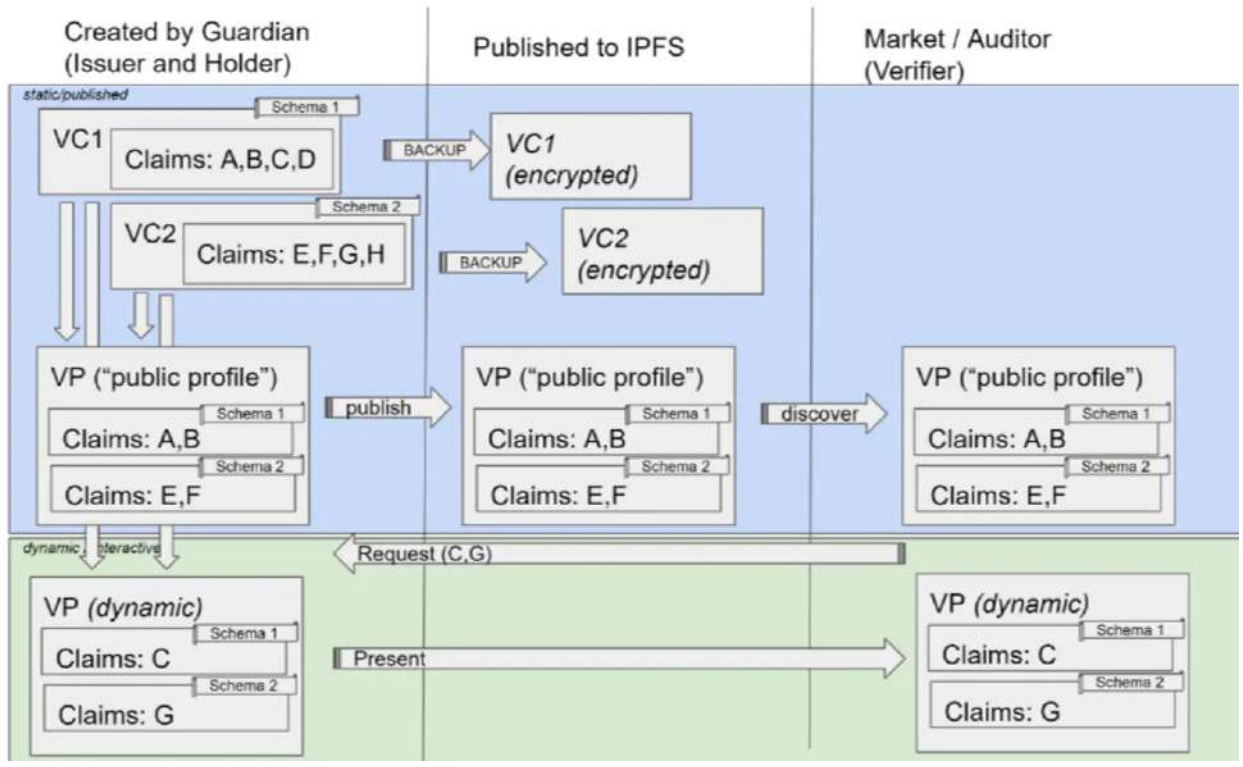 Created by Guardian
(Issuer and Holder)
Published to IPFS
Market / Auditor
(Verifier)
static/published
Schema 1
VC1
Claims: A,B,C,D
BACKUP
VC1
(encrypted)
Schema 2
VC2
Claims: E,F,G,H
BACKUP
VC2
(encrypted)
VP (“public profile”)
Schema 1
Claims: A,B
Schema 2
Claims: E,F
publish
VP (“public profile”)
Schema 1
Claims: A,B
Schema 2
Claims: E,F
discover
VP (“public profile”)
Schema 1
Claims: A,B
Schema 2
Claims: E,F
dynamic
Request (C,G)
VP (dynamic)
Schema 1
Claims: C
Schema 2
Claims: G
Present
VP (dynamic)
Schema 1
Claims: C
Schema 2
Claims: G